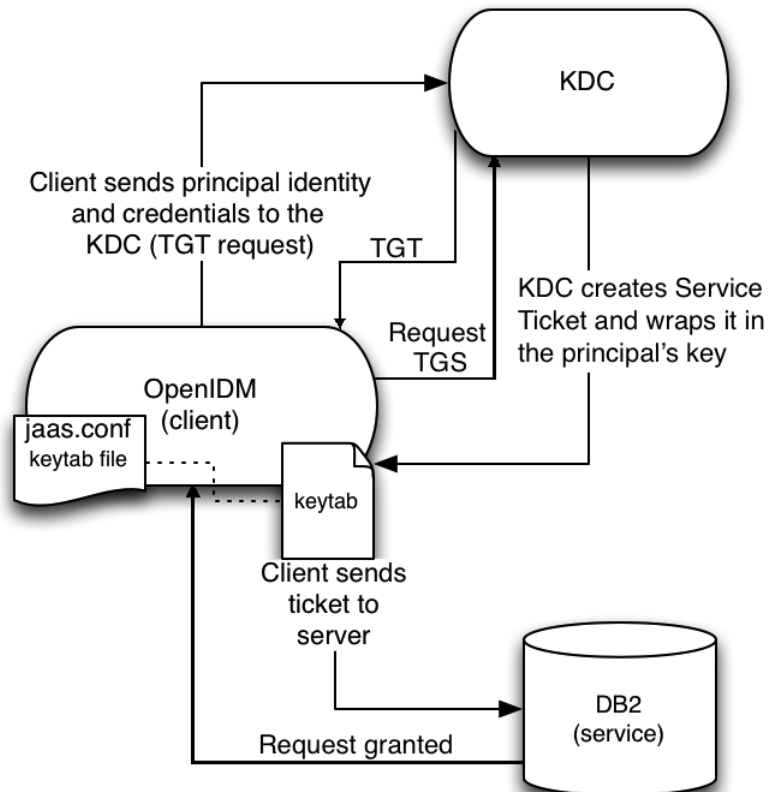 KDC
Client sends principal identity
and credentials to the
KDC (TGT request)
TGT
KDC creates Service
Ticket and wraps it in
the principal's key
Request
TGS
OpenIDM
(client)
jaas.conf
keytab file
keytab
Client sends
ticket to
server
DB2
(service)
Request granted